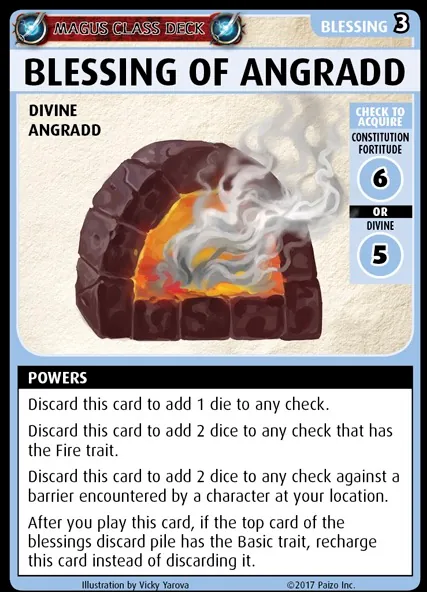 MAGUS CLASS DECK
BLESSING 3
BLESSING OF ANGRADD
DIVINE
ANGRADD
CHECK TO
ACQUIRE
CONSTITUTION
FORTITUDE
6
OR
DIVINE
5
POWERS
Discard this card to add 1 die to any check.
Discard this card to add 2 dice to any check that has
the Fire trait.
Discard this card to add 2 dice to any check against a
barrier encountered by a character at your location.
After you play this card, if the top card of the
blessings discard pile has the Basic trait, recharge
this card instead of discarding it.
Illustration by Vicky Yarova
©2017 Paizo Inc.